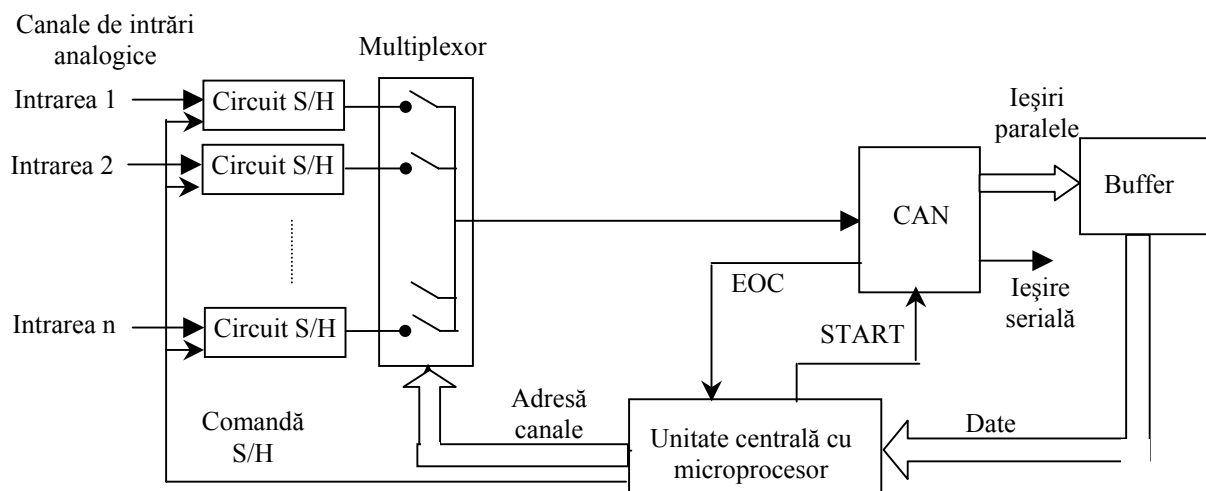 Canale de intrări
analogice
Multiplexor
Intrarea 1
Circuit S/H
Ieşiri
paralele
Intrarea 2
Circuit S/H
Buffer
CAN
EOC
Ieşire
serială
Intrarea n
Circuit S/H
START
Adresă
canale
Comandă
S/H
Unitate centrală cu
microprocesor
Date